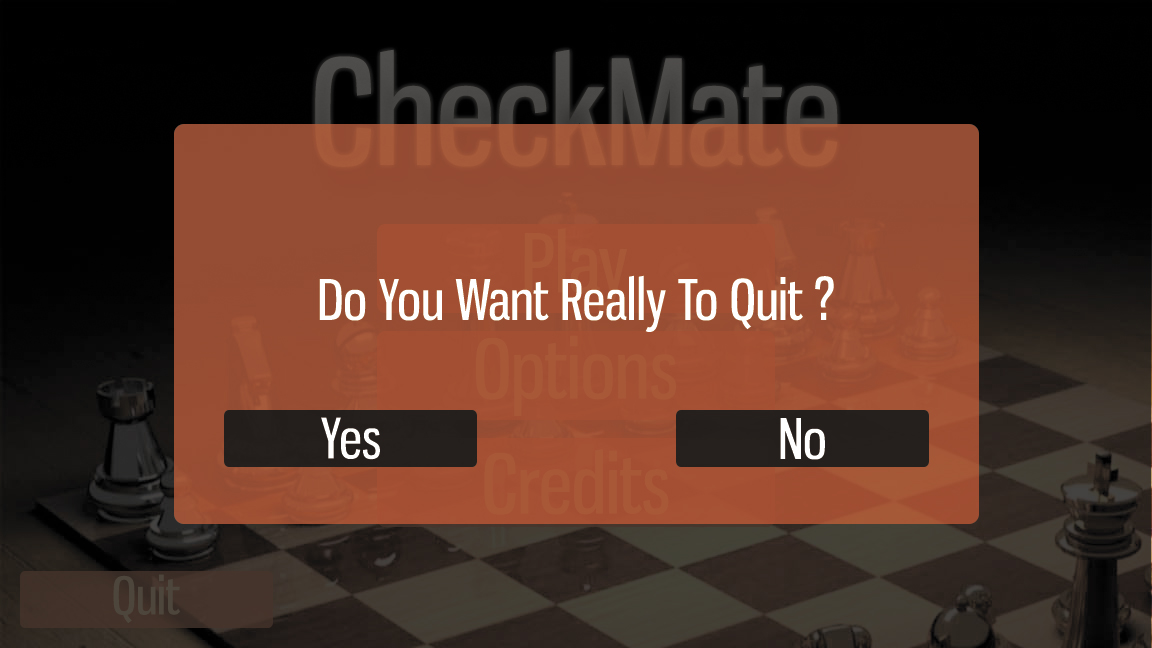 CheckMate
Play
Do You Want Really To Quit ?
Options
Yes
No
Credits
Quit